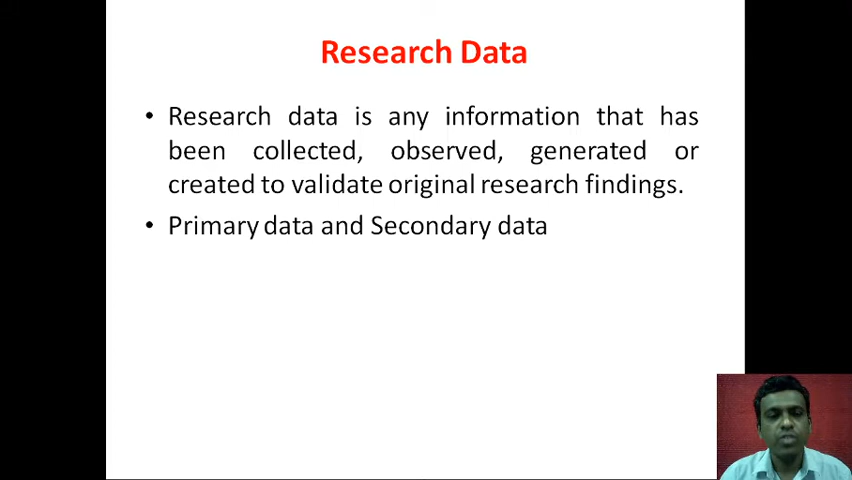 Research Data
• Research data is any information that has
been collected, observed, generated or
created to validate original research findings.
• Primary data and Secondary data